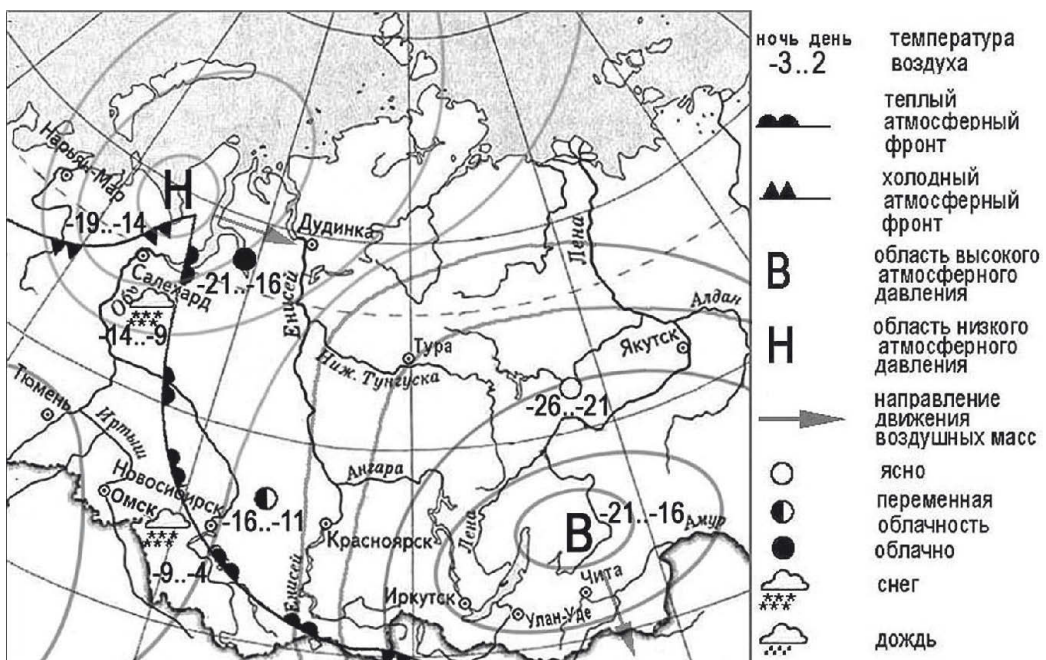 Нарьян-Мар
Н
-19..-14
Дудинка
Салехард
-21..-16
Обь
Енисей
-14..-9
Лена
Алдан
Якутск
Тура
Ниж. Тунгуска
-26..-21
Тюмень
Иртыш
Ангара
Новосибирск
Омск
-16..-11
Красноярск
Лена
В
-21..-16
Амур
-9..-4
Енисей
Иркутск
Чита
Улан-Уде
ночь день
-3..2
температура
воздуха
теплый
атмосферный
фронт
холодный
атмосферный
фронт
В
область высокого
атмосферного
давления
Н
область низкого
атмосферного
давления
направление
движения
воздушных масс
ясно
переменная
облачность
облачно
снег
дождь